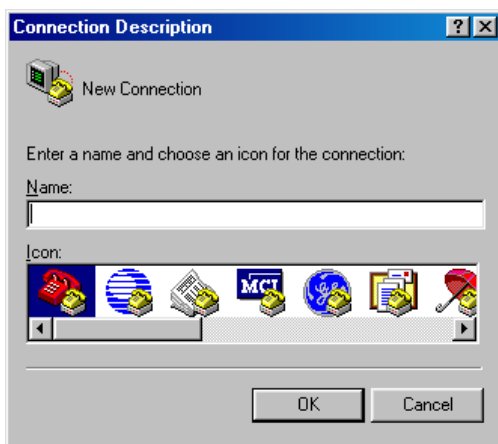 Connection Description
?
New Connection
Enter a name and choose an icon for the connection:
Name:
Icon:
MCI
OK
Cancel